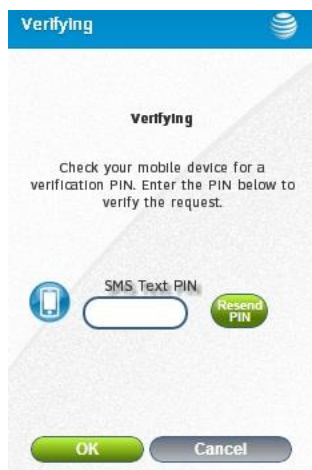 Verifying
Verifying
Check your mobile device for a
verification PIN. Enter the PIN below to
verify the request.
SMS Text PIN
Resend
PIN
OK
Cancel